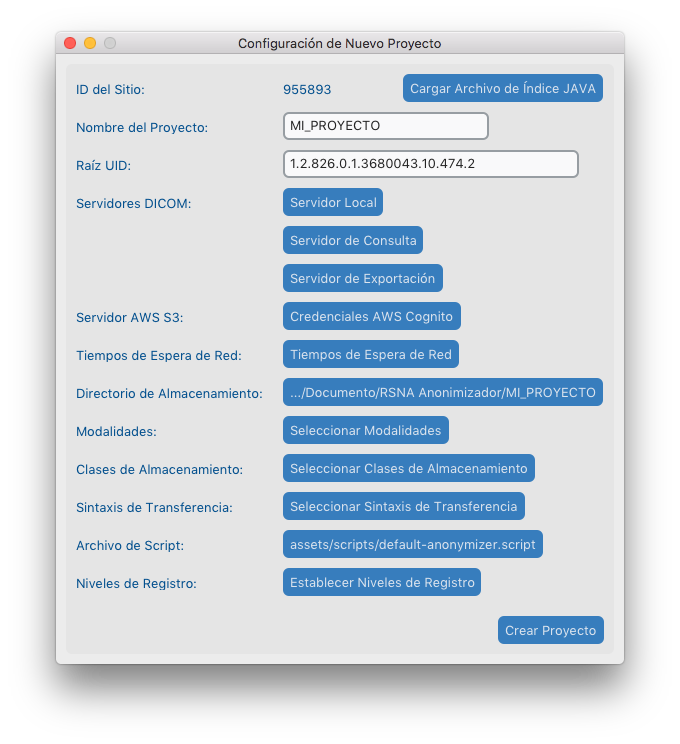 Configuración de Nuevo Proyecto
ID del Sitio: 955893 Cargar Archivo de Índice JAVA
Nombre del Proyecto: MI_PROYECTO
Raíz UID: 1.2.826.0.1.3680043.10.474.2
Servidores DICOM: Servidor Local
Servidor de Consulta
Servidor de Exportación
Servidor AWS S3: Credenciales AWS Cognito
Tiempos de Espera de Red: Tiempos de Espera de Red
Directorio de Almacenamiento: .../Documento/RSNA Anonimizador/MI_PROYECTO
Modalidades: Seleccionar Modalidades
Clases de Almacenamiento: Seleccionar Clases de Almacenamiento
Sintaxis de Transferencia: Seleccionar Sintaxis de Transferencia
Archivo de Script: assets/scripts/default-anonymizer.script
Niveles de Registro: Establecer Niveles de Registro
Crear Proyecto